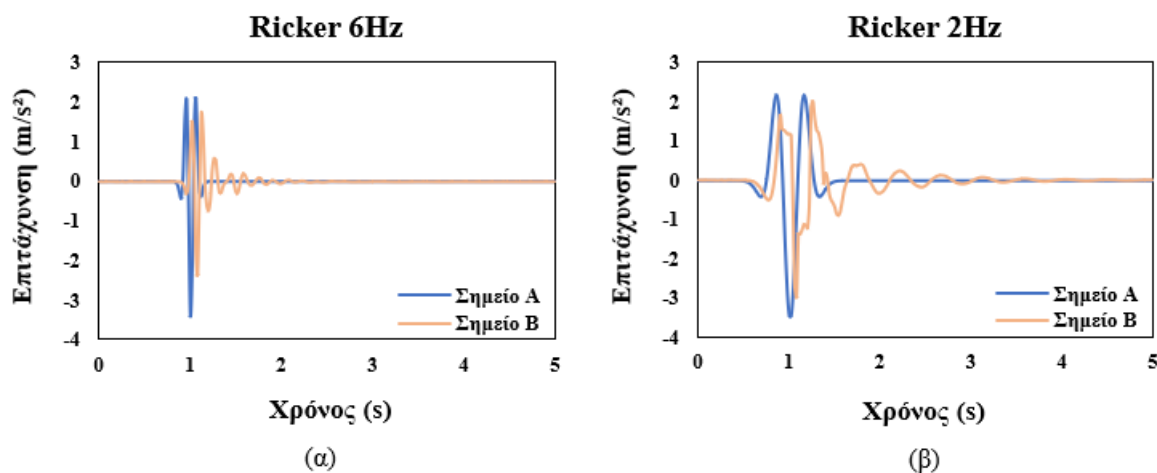 Ricker 6Hz
Επιτάχυνση (m/s²)
3
2
1
0
-1
-2
-3
-4
0 1 2 3 4 5
Σημείο Α
Σημείο Β
Χρόνος (s)
(α)
Ricker 2Hz
Επιτάχυνση (m/s²)
3
2
1
0
-1
-2
-3
-4
0 1 2 3 4 5
Σημείο Α
Σημείο Β
Χρόνος (s)
(β)